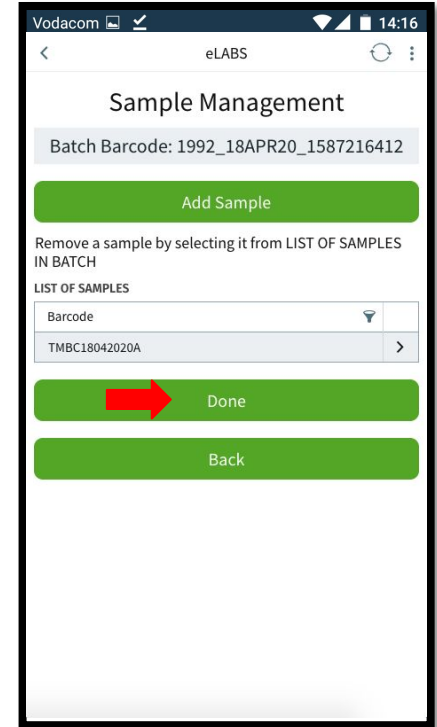 Vodacom 14:16
eLABS
Sample Management
Batch Barcode: 1992_18APR20_1587216412
Add Sample
Remove a sample by selecting it from LIST OF SAMPLES
IN BATCH
LIST OF SAMPLES
Barcode
TMBC18042020A
Done
Back